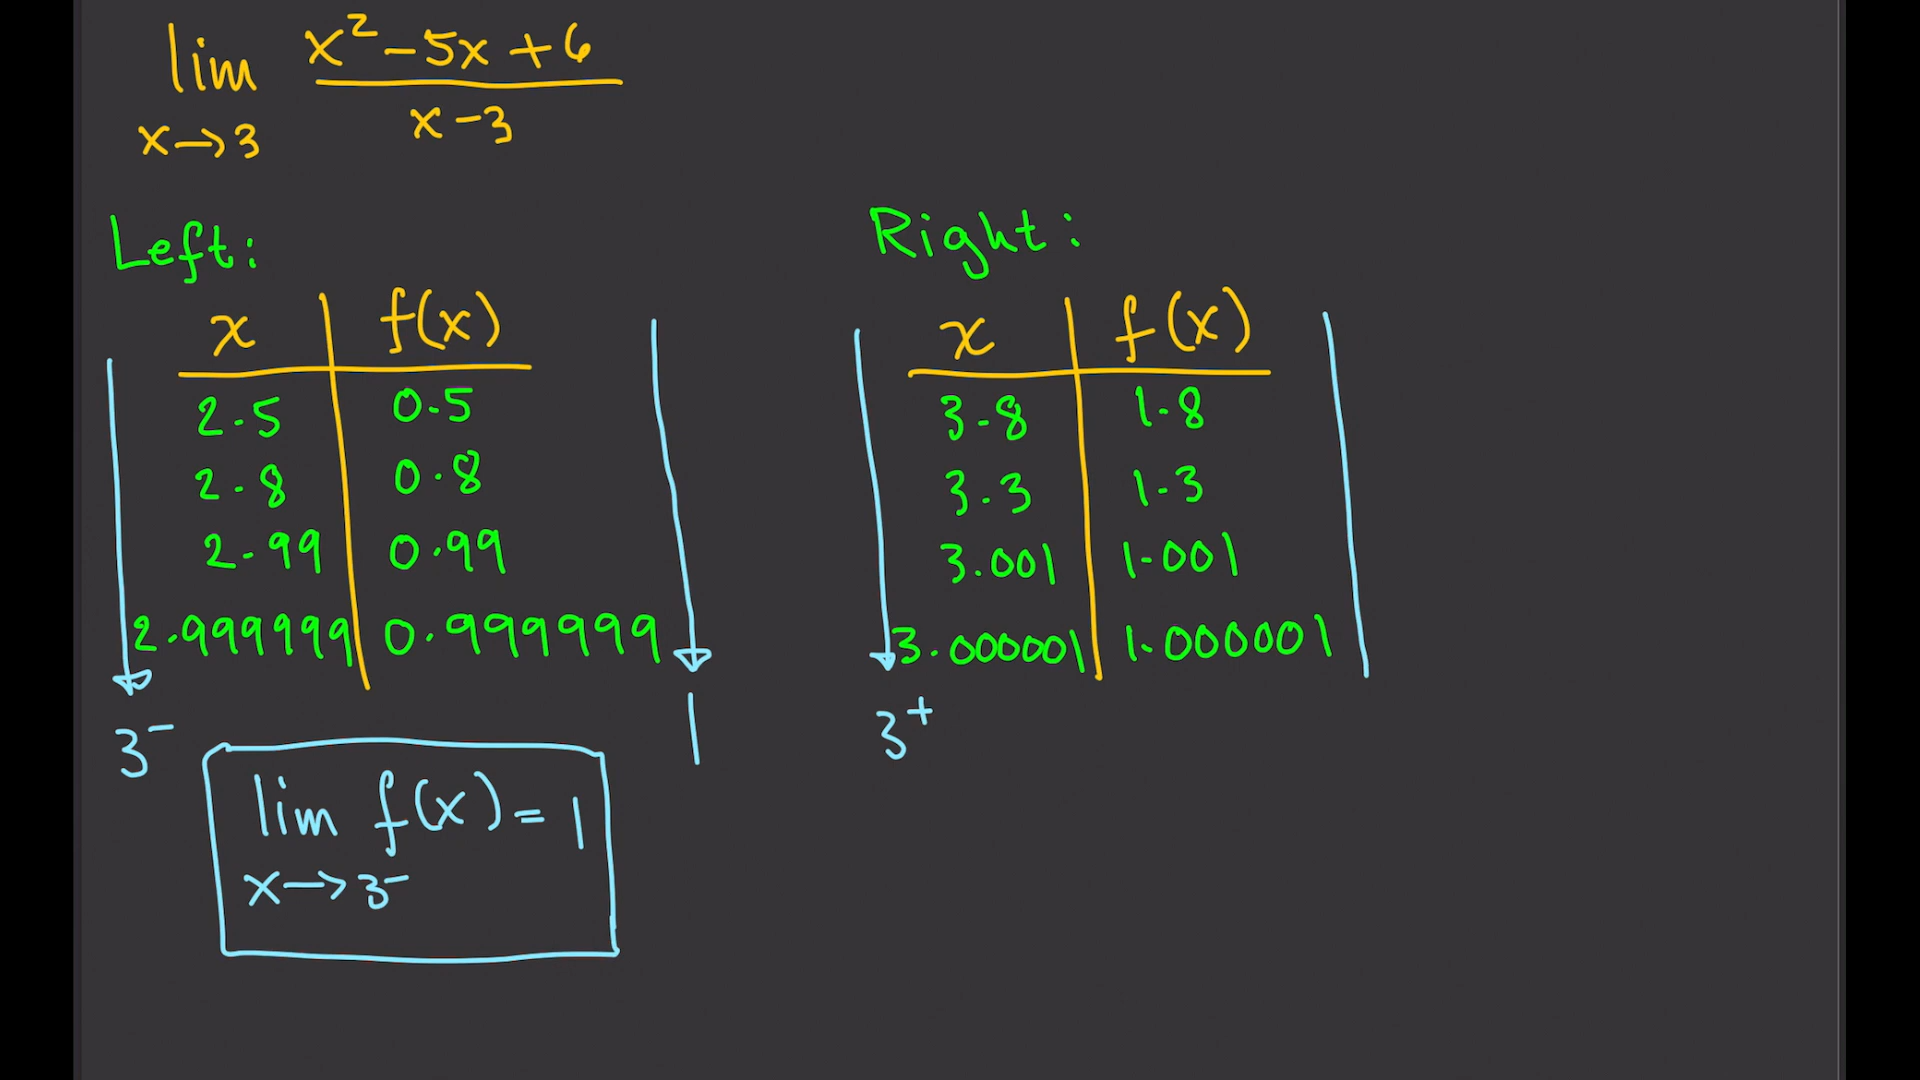 lim x² - 5x + 6
x→3 x - 3
Left:
x f(x)
2.5 0.5
2.8 0.8
2.99 0.99
2.999999 0.999999
3⁻ 1
lim f(x) = 1
x→3⁻
Right:
x f(x)
3.8 1.8
3.3 1.3
3.001 1.001
3.000001 1.000001
3⁺